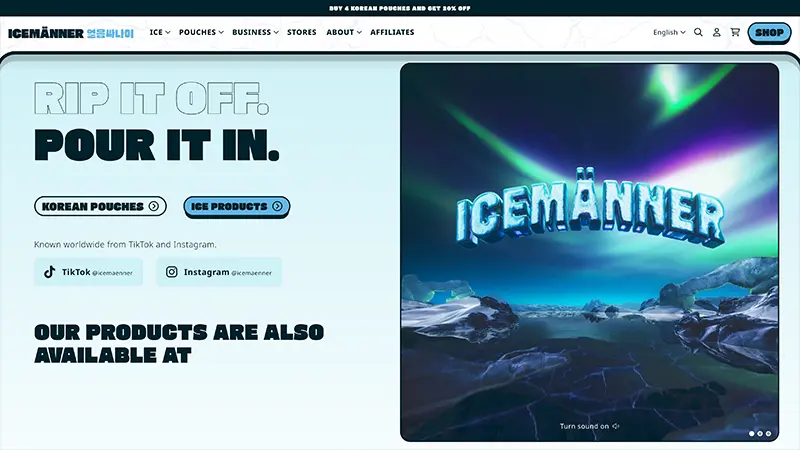 BUY 4 KOREAN POUCHES AND GET 20% OFF
ICEMÄNNER 얼음싸나이 ICE POUCHES BUSINESS STORES ABOUT AFFILIATES English SHOP
RIP IT OFF.
POUR IT IN.
KOREAN POUCHES ICE PRODUCTS
Known worldwide from TikTok and Instagram.
TikTok @icemaenner Instagram @icemaenner
OUR PRODUCTS ARE ALSO
AVAILABLE AT
ICEMÄNNER
Turn sound on